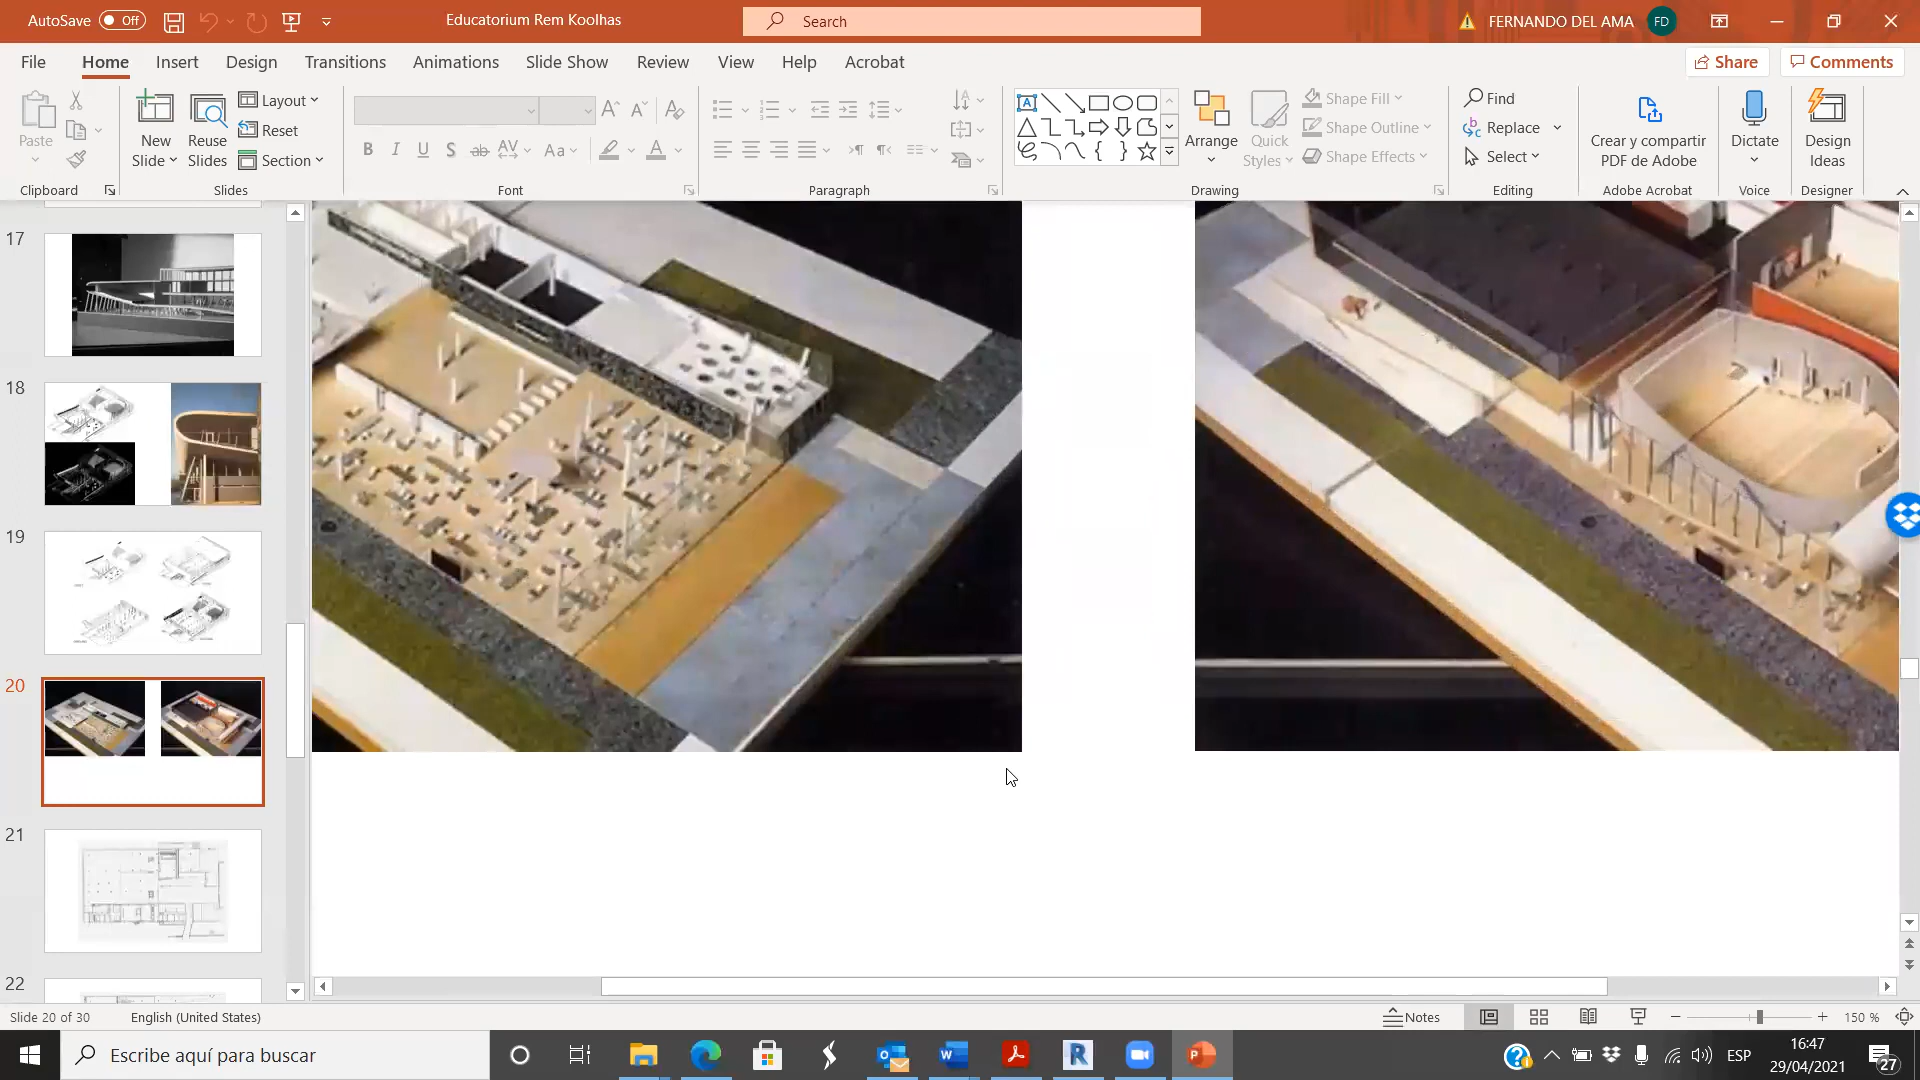 AutoSave Off
Educatorium Rem Koolhas
Search
FERNANDO DEL AMA FD
File Home Insert Design Transitions Animations Slide Show Review View Help Acrobat
Share Comments
Paste
New Slide
Reuse Slides
Layout
Reset
Section
B I U S ab AV Aa A
Arrange
Quick Styles
Shape Fill
Shape Outline
Shape Effects
Find
Replace
Select
Crear y compartir PDF de Adobe
Dictate
Design Ideas
Clipboard Slides Font Paragraph Drawing Editing Adobe Acrobat Voice Designer
17
18
19
20
21
22
Slide 20 of 30 English (United States)
Notes
150 %
Escribe aquí para buscar
ESP
16:47
29/04/2021
27